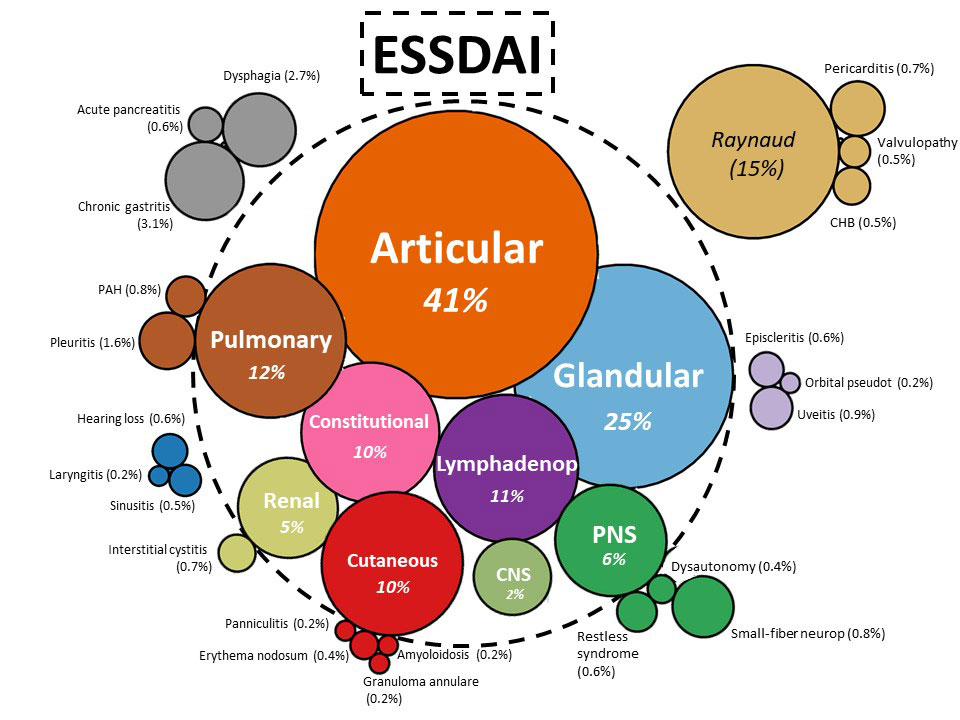 ESSDAI
Dysphagia (2.7%)
Acute pancreatitis
(0.6%)
Chronic gastritis
(3.1%)
Raynaud
(15%)
Pericarditis (0.7%)
Valvulopathy
(0.5%)
CHB (0.5%)
Articular
41%
PAH (0.8%)
Pleuritis (1.6%)
Pulmonary
12%
Glandular
25%
Episcleritis (0.6%)
Orbital pseudot (0.2%)
Uveitis (0.9%)
Constitutional
10%
Lymphadenop
11%
Hearing loss (0.6%)
Laryngitis (0.2%)
Sinusitis (0.5%)
Renal
5%
Interstitial cystitis
(0.7%)
Cutaneous
10%
CNS
2%
PNS
6%
Dysautonomy (0.4%)
Small-fiber neurop (0.8%)
Restless
syndrome
(0.6%)
Panniculitis (0.2%)
Erythema nodosum (0.4%)
Amyoloidosis (0.2%)
Granuloma annulare
(0.2%)